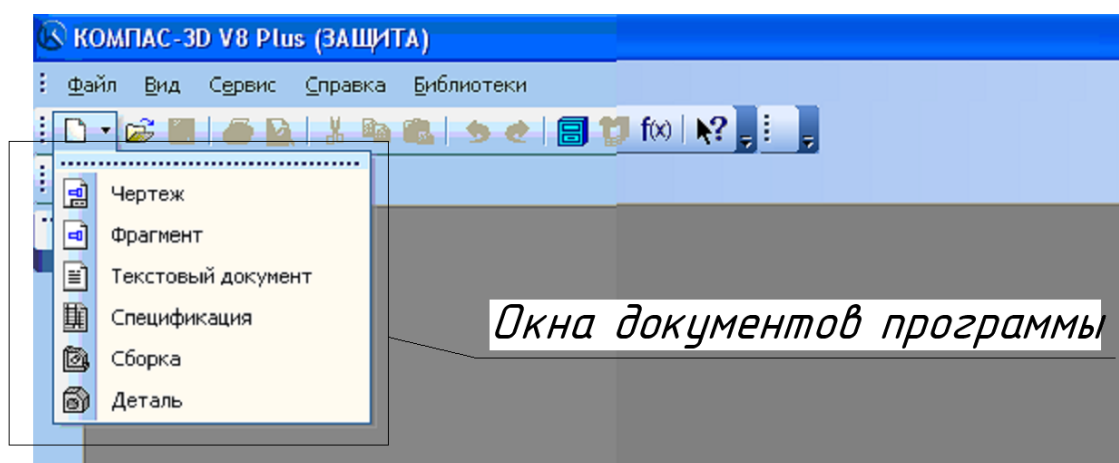 КОМПАС-3D V8 Plus (ЗАЩИТА)
Файл Вид Сервис Справка Библиотеки
f(x) ?
Чертеж
Фрагмент
Текстовый документ
Спецификация
Сборка
Деталь
Окна документов программы